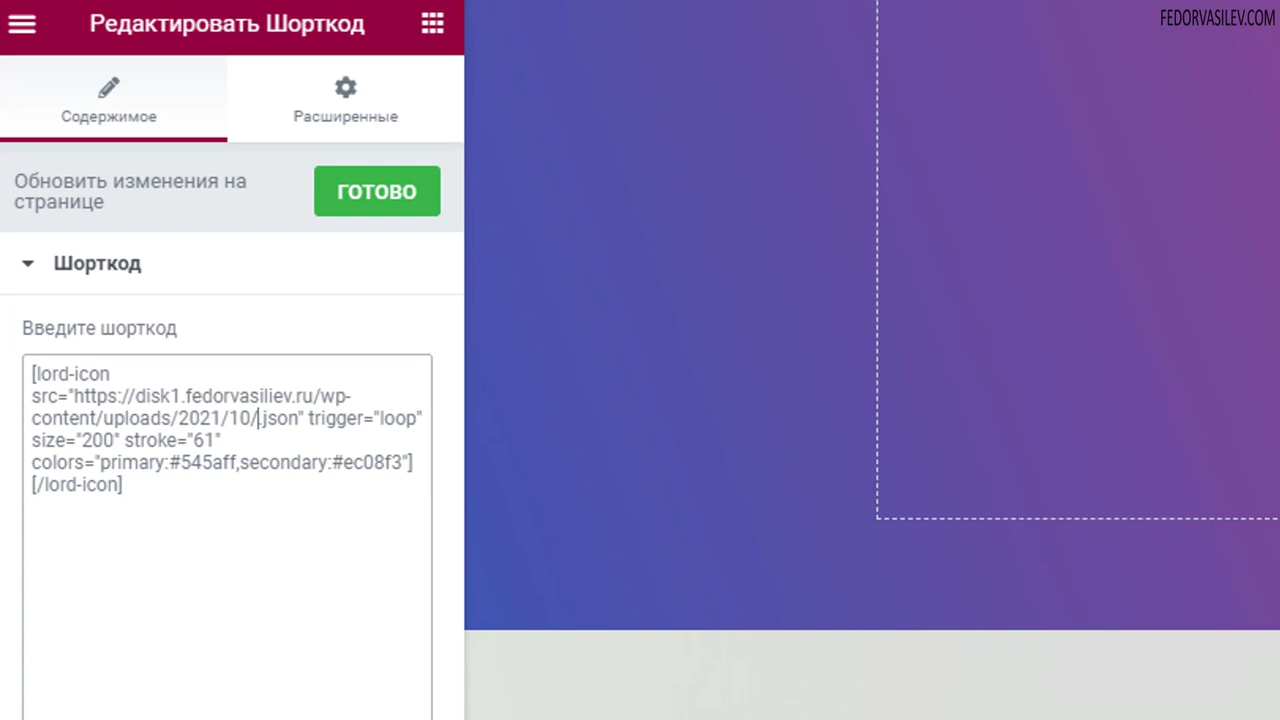 Редактировать Шорткод
FEDORVASILEV.COM
Содержимое
Расширенные
Обновить изменения на
странице
ГОТОВО
Шорткод
Введите шорткод
[lord-icon
src="https://disk1.fedorvasiliev.ru/wp-
content/uploads/2021/10/.json" trigger="loop"
size="200" stroke="61"
colors="primary:#545aff,secondary:#ec08f3"]
[/lord-icon]